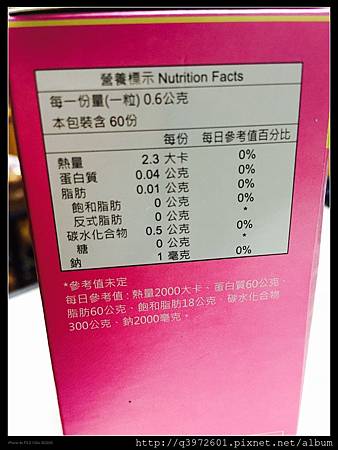 營養標示 Nutrition Facts
每一份量(一粒) 0.6公克
本包裝含 60份
每份 每日參考值百分比
熱量 2.3 大卡 0%
蛋白質 0.04 公克 0%
脂肪 0.01 公克 0%
飽和脂肪 0 公克 0%
反式脂肪 0 公克 *
碳水化合物 0.5 公克 0%
糖 0 公克 *
鈉 1 毫克 0%
*參考值未定
每日參考值:熱量2000大卡、蛋白質60公克、
脂肪60公克、飽和脂肪18公克、碳水化合物
300公克、鈉2000毫克。
http://q3972601.pixnet.net/album